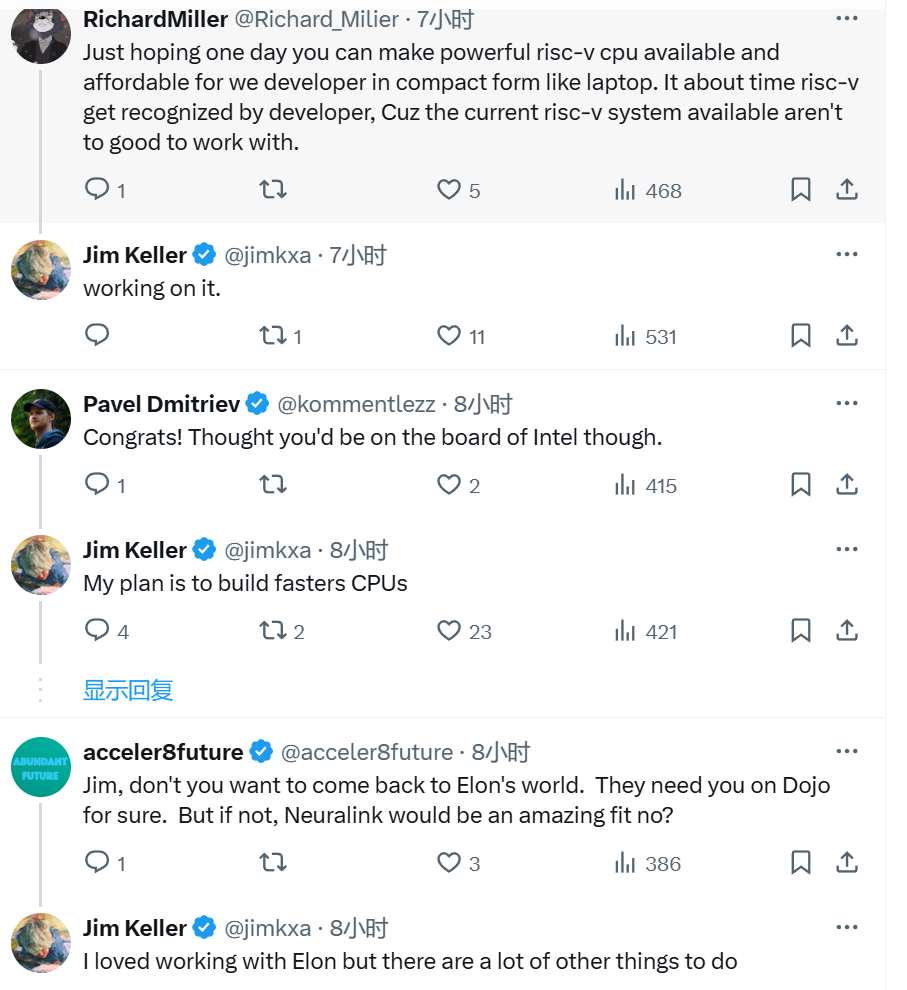 RichardMiller @Richard_Milier · 7小时
Just hoping one day you can make powerful risc-v cpu available and
affordable for we developer in compact form like laptop. It about time risc-v
get recognized by developer, Cuz the current risc-v system available aren't
to good to work with.
1 5 468
Jim Keller @jimkxa · 7小时
working on it.
1 11 531
Pavel Dmitriev @kommentlezz · 8小时
Congrats! Thought you'd be on the board of Intel though.
1 2 415
Jim Keller @jimkxa · 8小时
My plan is to build fasters CPUs
4 2 23 421
显示回复
ABUNDANT
FUTURE
acceler8future @acceler8future · 8小时
Jim, don't you want to come back to Elon's world.  They need you on Dojo
for sure.  But if not, Neuralink would be an amazing fit no?
1 3 386
Jim Keller @jimkxa · 8小时
I loved working with Elon but there are a lot of other things to do